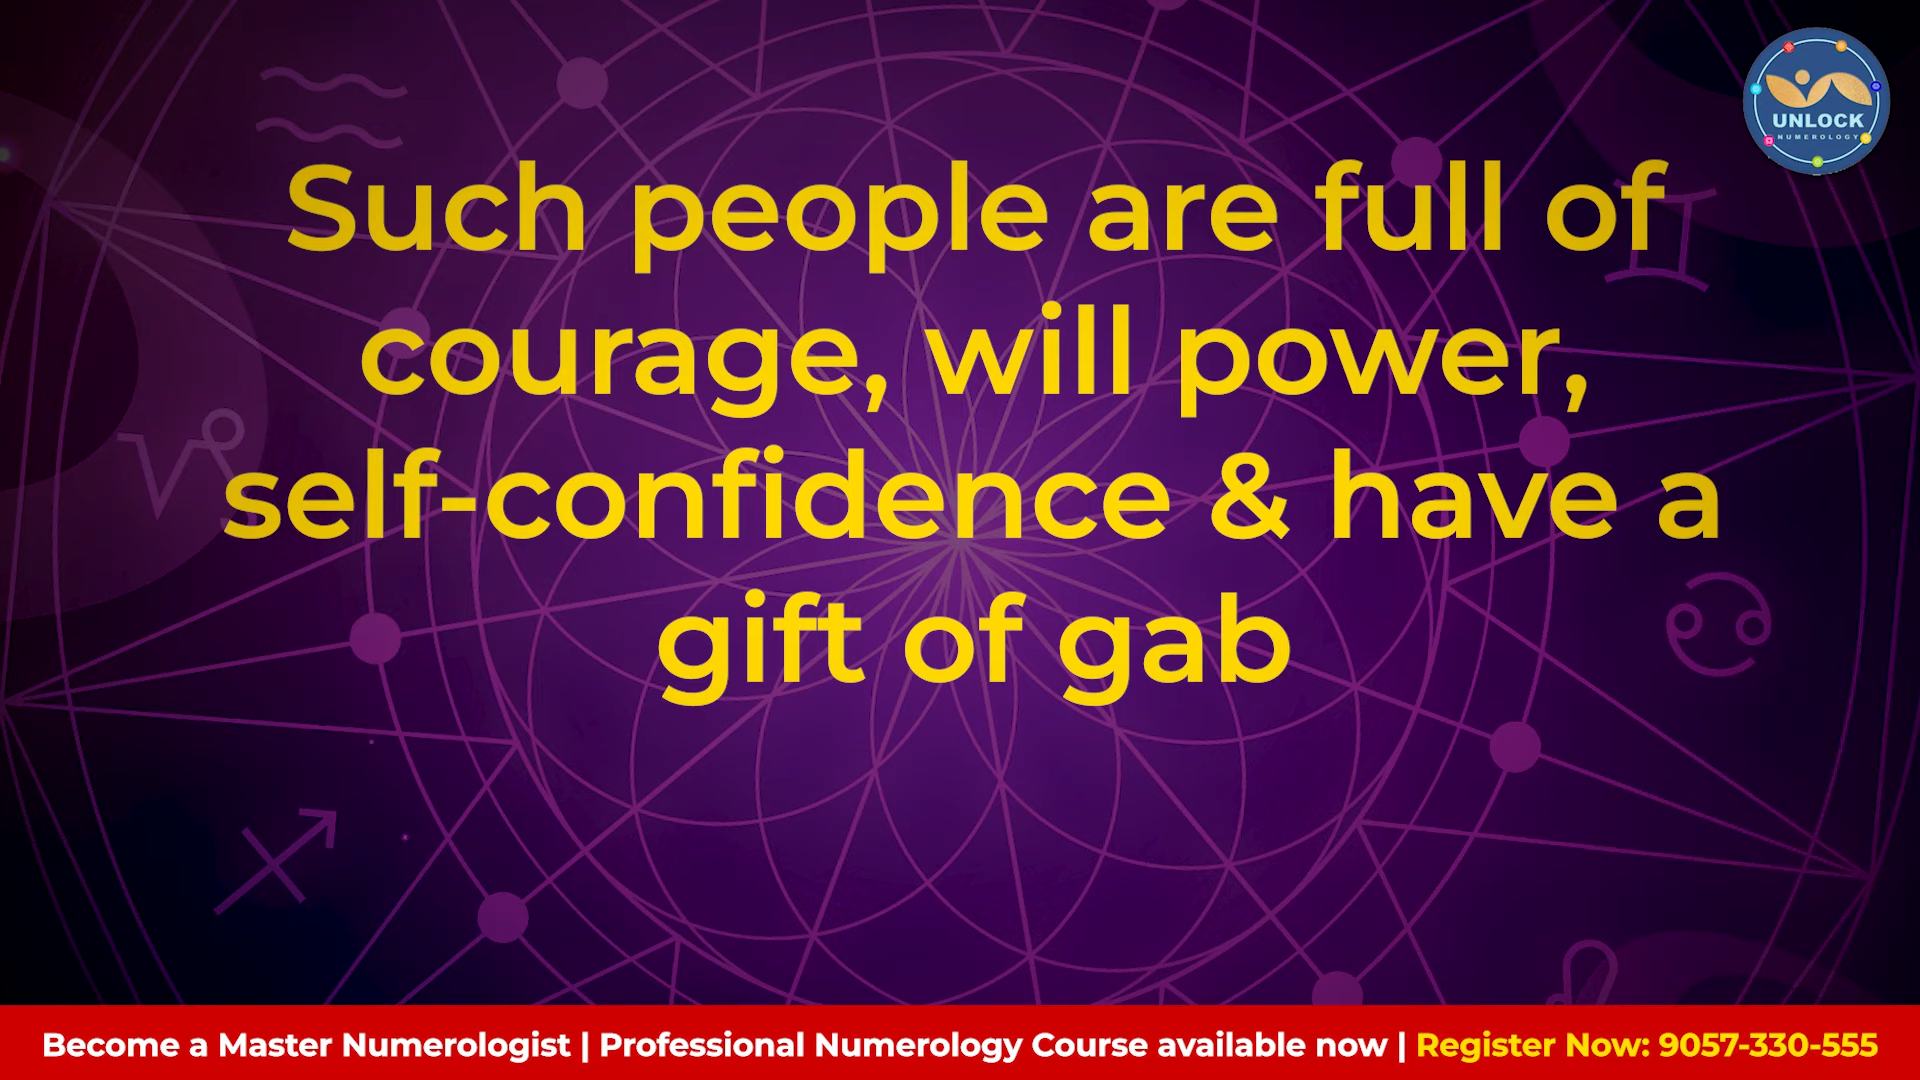 UNLOCK
NUMEROLOGY
Such people are full of
courage, will power,
self-confidence & have a
gift of gab
Become a Master Numerologist | Professional Numerology Course available now | Register Now: 9057-330-555